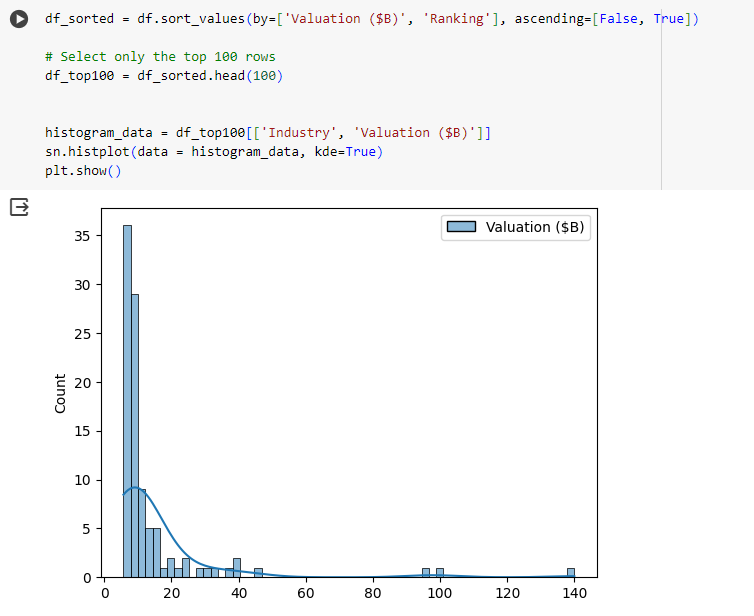 df_sorted = df.sort_values(by=['Valuation ($B)', 'Ranking'], ascending=[False, True])
# Select only the top 100 rows
df_top100 = df_sorted.head(100)
histogram_data = df_top100[['Industry', 'Valuation ($B)']]
sn.histplot(data = histogram_data, kde=True)
plt.show()
Valuation ($B)
35
30
25
20
15
10
5
0
Count
0 20 40 60 80 100 120 140